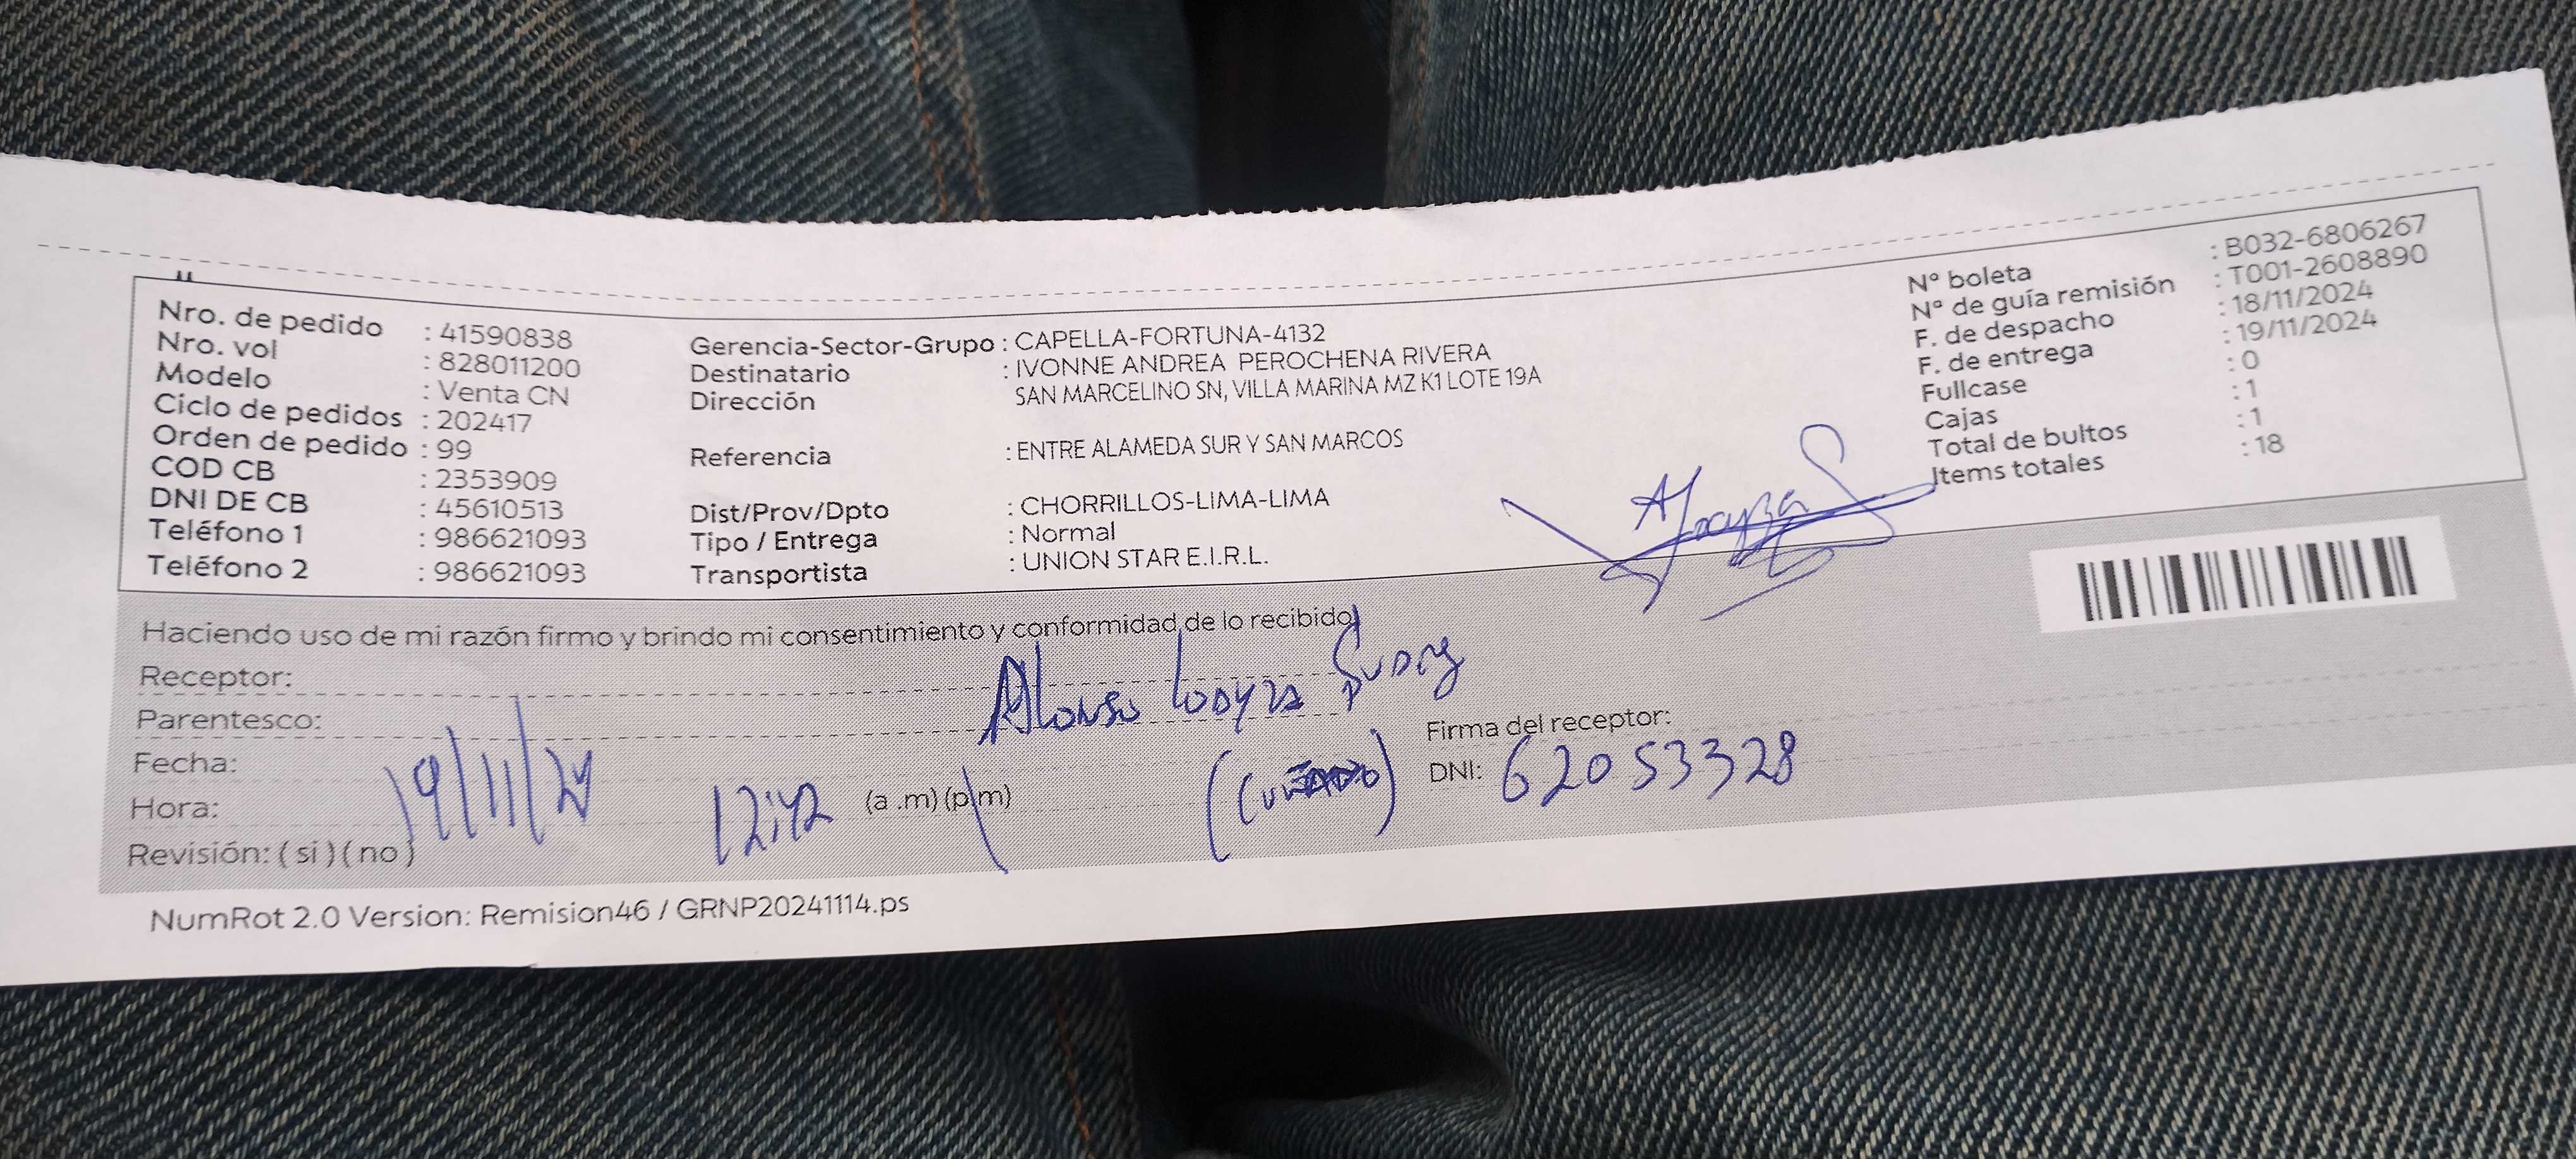 Nro. de pedido : 41590838
Nro. vol : 828011200
Modelo : Venta CN
Ciclo de pedidos : 202417
Orden de pedido : 99
COD CB : 2353909
DNI DE CB : 45610513
Teléfono 1 : 986621093
Teléfono 2 : 986621093
Gerencia-Sector-Grupo : CAPELLA-FORTUNA-4132
Destinatario : IVONNE ANDREA PEROCHENA RIVERA
Dirección SAN MARCELINO SN, VILLA MARINA MZ K1 LOTE 19A
Referencia : ENTRE ALAMEDA SUR Y SAN MARCOS
Dist/Prov/Dpto : CHORRILLOS-LIMA-LIMA
Tipo / Entrega : Normal
Transportista : UNION STAR E.I.R.L.
N° boleta : B032-6806267
N° de guía remisión : T001-2608890
F. de despacho : 18/11/2024
F. de entrega : 19/11/2024
Fullcase : 0
Cajas : 1
Total de bultos : 1
Items totales : 18
Haciendo uso de mi razón firmo y brindo mi consentimiento y conformidad de lo recibido
Receptor: Alonso Loayza
Parentesco:
Firma del receptor:
Fecha: 19/11/24
Hora: 12:42 (a .m) (p.m)
DNI: 62053328
Revisión: ( si ) ( no )
NumRot 2.0 Version: Remision46 / GRNP20241114.ps